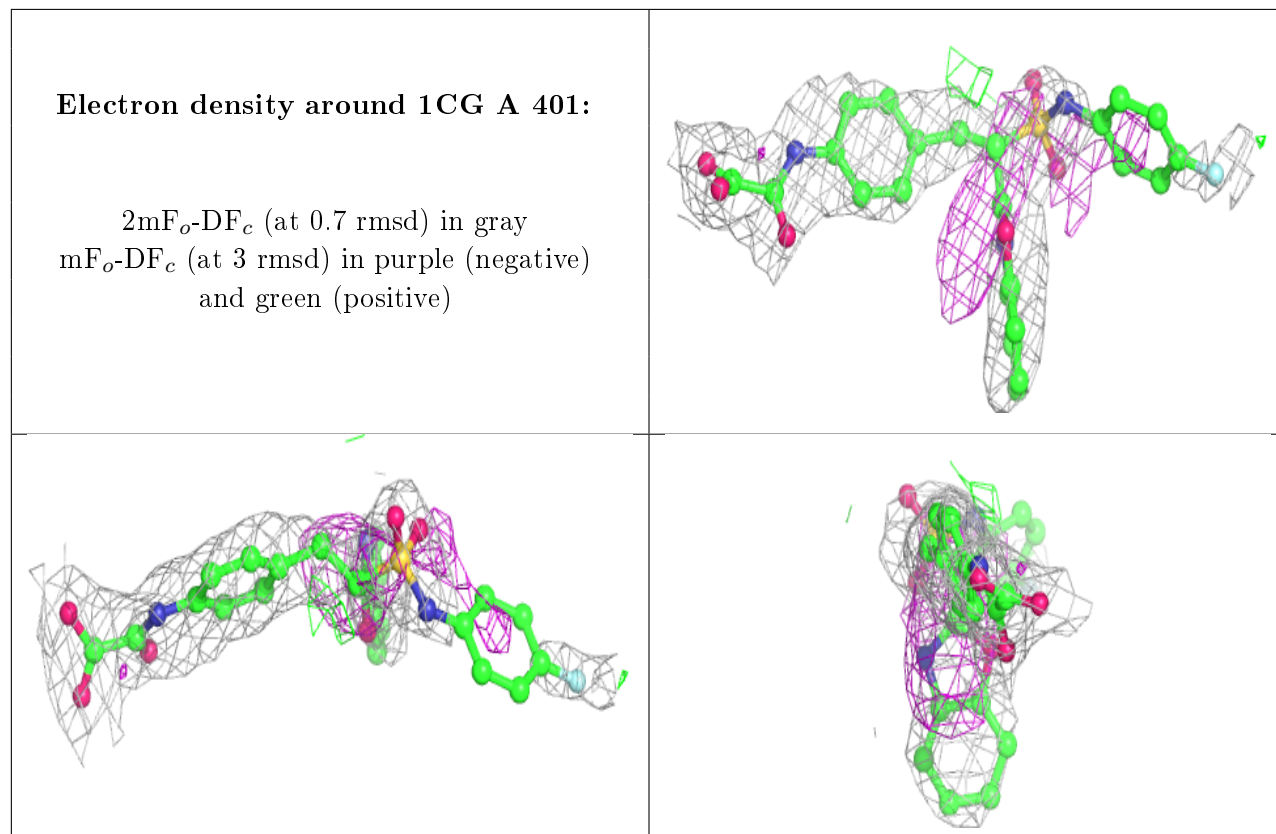 Electron density around 1CG A 401:
2mFₒ-DF𝒸 (at 0.7 rmsd) in gray
mFₒ-DF𝒸 (at 3 rmsd) in purple (negative)
and green (positive)